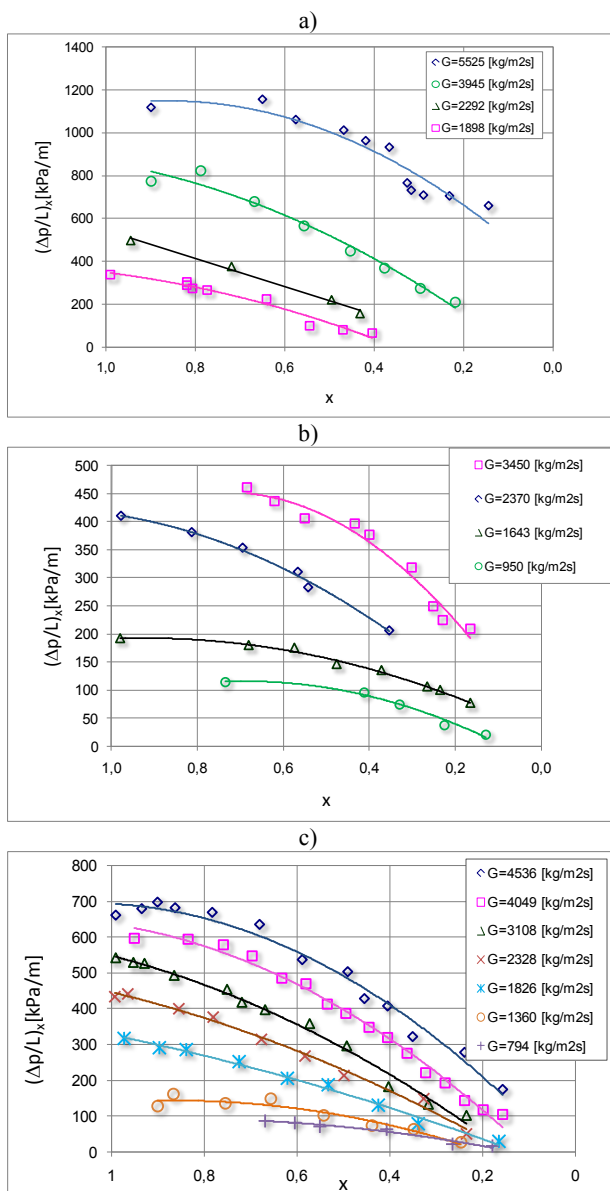 a)
1400
1200
1000
800
600
400
200
0
(Δp/L)x[kPa/m]
G=5525 [kg/m2s]
G=3945 [kg/m2s]
G=2292 [kg/m2s]
G=1898 [kg/m2s]
1,0 0,8 0,6 0,4 0,2 0,0
x
b)
500
450
400
350
300
250
200
150
100
50
0
(Δp/L)x[kPa/m]
G=3450 [kg/m2s]
G=2370 [kg/m2s]
G=1643 [kg/m2s]
G=950 [kg/m2s]
1,0 0,8 0,6 0,4 0,2 0,0
x
c)
800
700
600
500
400
300
200
100
0
(Δp/L)x[kPa/m]
G=4536 [kg/m2s]
G=4049 [kg/m2s]
G=3108 [kg/m2s]
G=2328 [kg/m2s]
G=1826 [kg/m2s]
G=1360 [kg/m2s]
G=794 [kg/m2s]
1 0,8 0,6 0,4 0,2 0
x